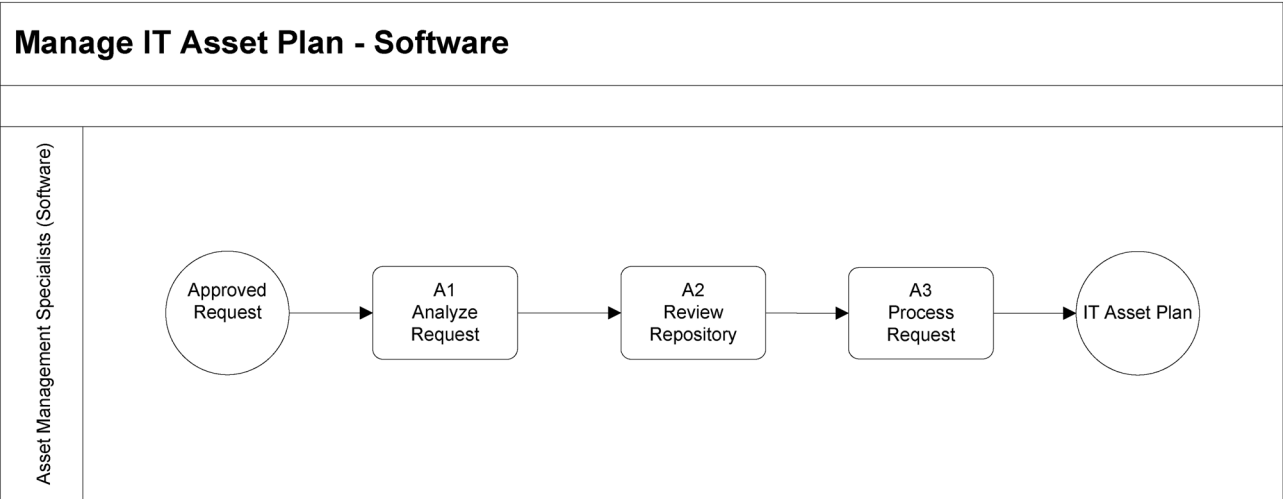 Manage IT Asset Plan - Software
Asset Management Specialists (Software)
Approved
Request
A1
Analyze
Request
A2
Review
Repository
A3
Process
Request
IT Asset Plan